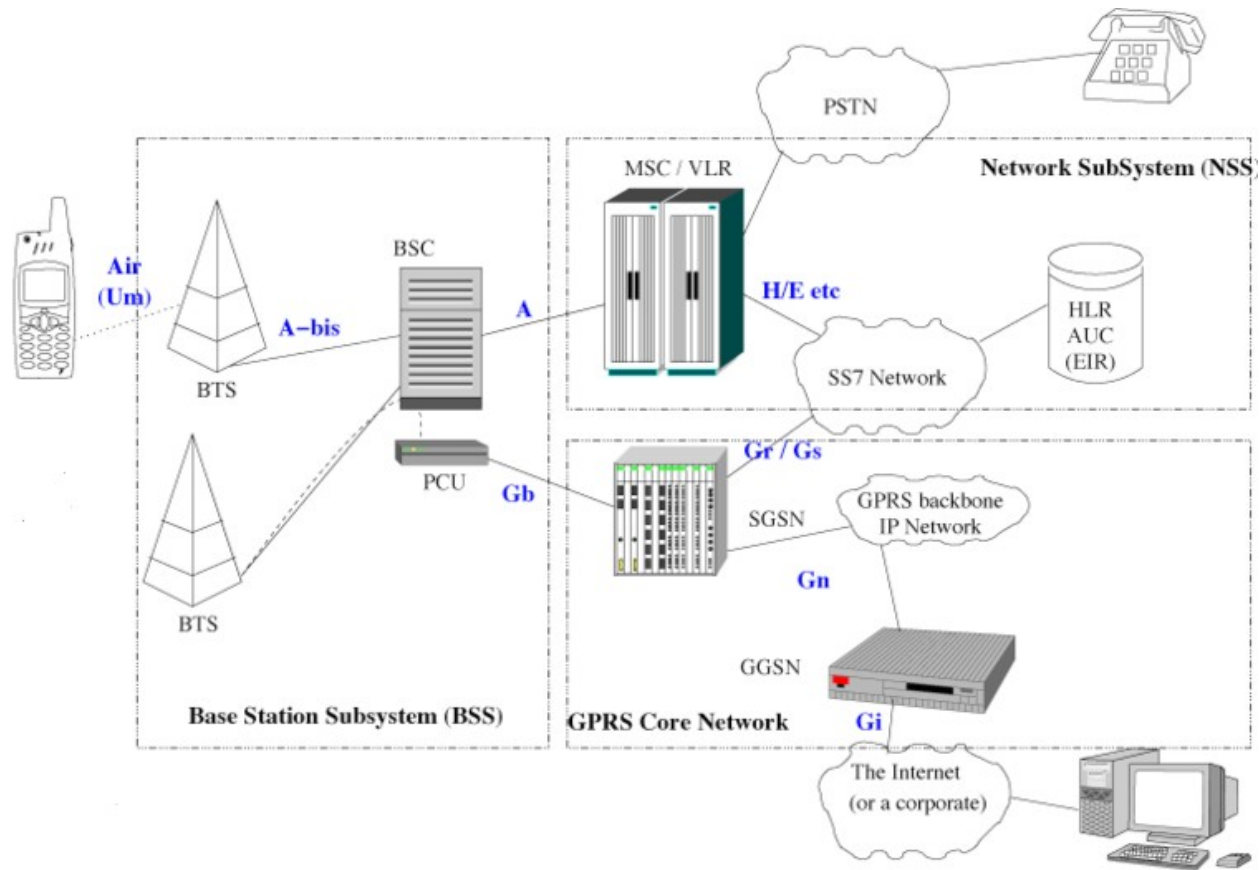 PSTN
MSC / VLR
Network SubSystem (NSS)
BSC
Air
(Um)
A-bis
A
H/E etc
HLR
AUC
(EIR)
BTS
SS7 Network
Gr / Gs
PCU
Gb
SGSN
GPRS backbone
IP Network
Gn
BTS
GGSN
Base Station Subsystem (BSS)
GPRS Core Network
Gi
The Internet
(or a corporate)